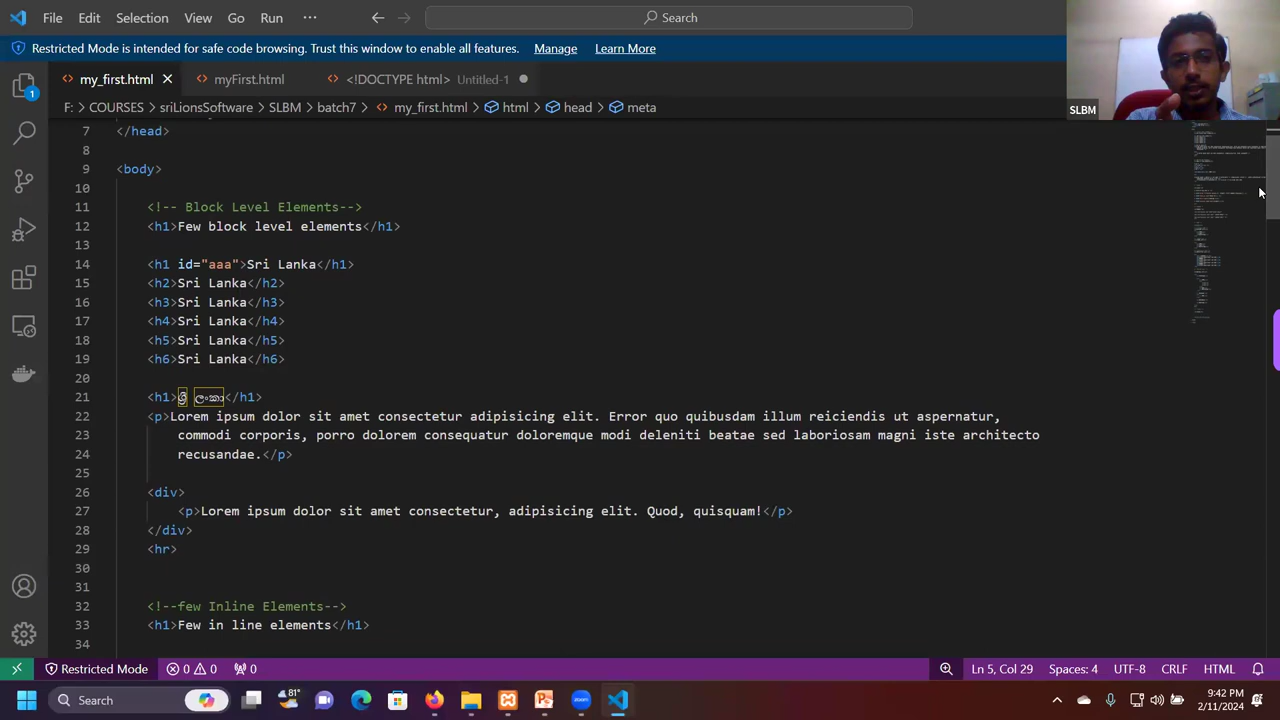 File Edit Selection View Go Run ··· Search
Restricted Mode is intended for safe code browsing. Trust this window to enable all features. Manage Learn More
my_first.html myFirst.html <!DOCTYPE html> Untitled-1
SLBM
F: > COURSES > sriLionsSoftware > SLBM > batch7 > my_first.html > html > head > meta
1
7 </head>
8
9 <body>
10
11 <!-- Block Level Elements-->
12 <h1>Few block level elements</h1>
13
14 <h1 id="aaa">Sri Lanka</h1>
15 <h2>Sri Lanka</h2>
16 <h3>Sri Lanka</h3>
17 <h4>Sri Lanka</h4>
18 <h5>Sri Lanka</h5>
19 <h6>Sri Lanka</h6>
20
21 <h1>ශ්‍රී ලංකා</h1>
22 <p>Lorem ipsum dolor sit amet consectetur adipisicing elit. Error quo quibusdam illum reiciendis ut aspernatur,
23 commodi corporis, porro dolorem consequatur doloremque modi deleniti beatae sed laboriosam magni iste architecto
24 recusandae.</p>
25
26 <div>
27 <p>Lorem ipsum dolor sit amet consectetur, adipisicing elit. Quod, quisquam!</p>
28 </div>
29 <hr>
30
31
32 <!--few Inline Elements-->
33 <h1>Few in line elements</h1>
34
Restricted Mode 0 0 0 Ln 5, Col 29 Spaces: 4 UTF-8 CRLF HTML
Search 81° 9:42 PM
2/11/2024